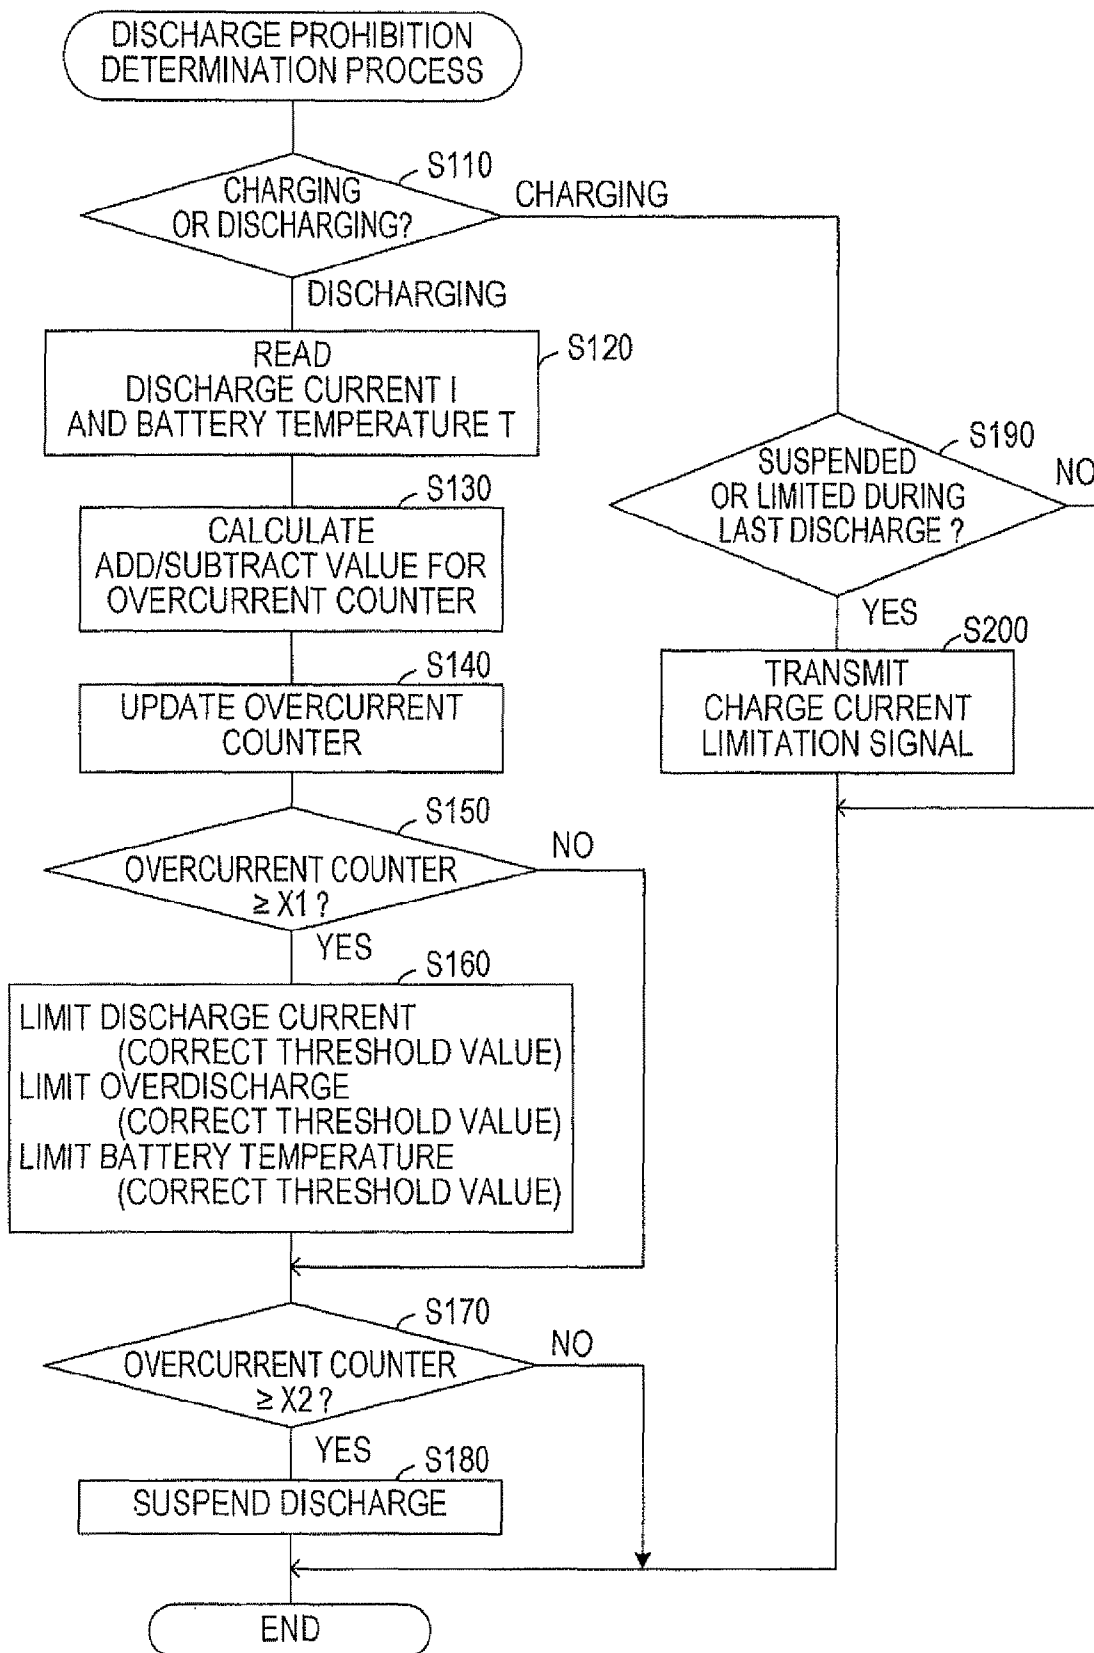 DISCHARGE PROHIBITION
DETERMINATION PROCESS
S110
CHARGING
OR DISCHARGING?
CHARGING
DISCHARGING
READ
DISCHARGE CURRENT I
AND BATTERY TEMPERATURE T
S120
S130
CALCULATE
ADD/SUBTRACT VALUE FOR
OVERCURRENT COUNTER
S140
UPDATE OVERCURRENT
COUNTER
S150
OVERCURRENT COUNTER
≥ X1 ?
NO
YES
S160
LIMIT DISCHARGE CURRENT
(CORRECT THRESHOLD VALUE)
LIMIT OVERDISCHARGE
(CORRECT THRESHOLD VALUE)
LIMIT BATTERY TEMPERATURE
(CORRECT THRESHOLD VALUE)
S170
OVERCURRENT COUNTER
≥ X2 ?
NO
YES
S180
SUSPEND DISCHARGE
END
S190
SUSPENDED
OR LIMITED DURING
LAST DISCHARGE ?
NO
YES
S200
TRANSMIT
CHARGE CURRENT
LIMITATION SIGNAL